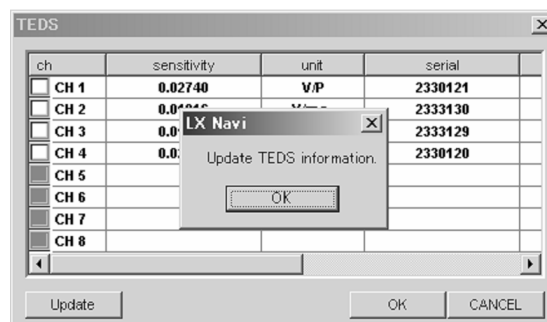 TEDS
ch sensitivity unit serial
CH 1 0.02740 V/P 2330121
CH 2 2333130
CH 3 2333129
CH 4 2330120
CH 5
CH 6
CH 7
CH 8
LX Navi
Update TEDS information.
OK
Update OK CANCEL